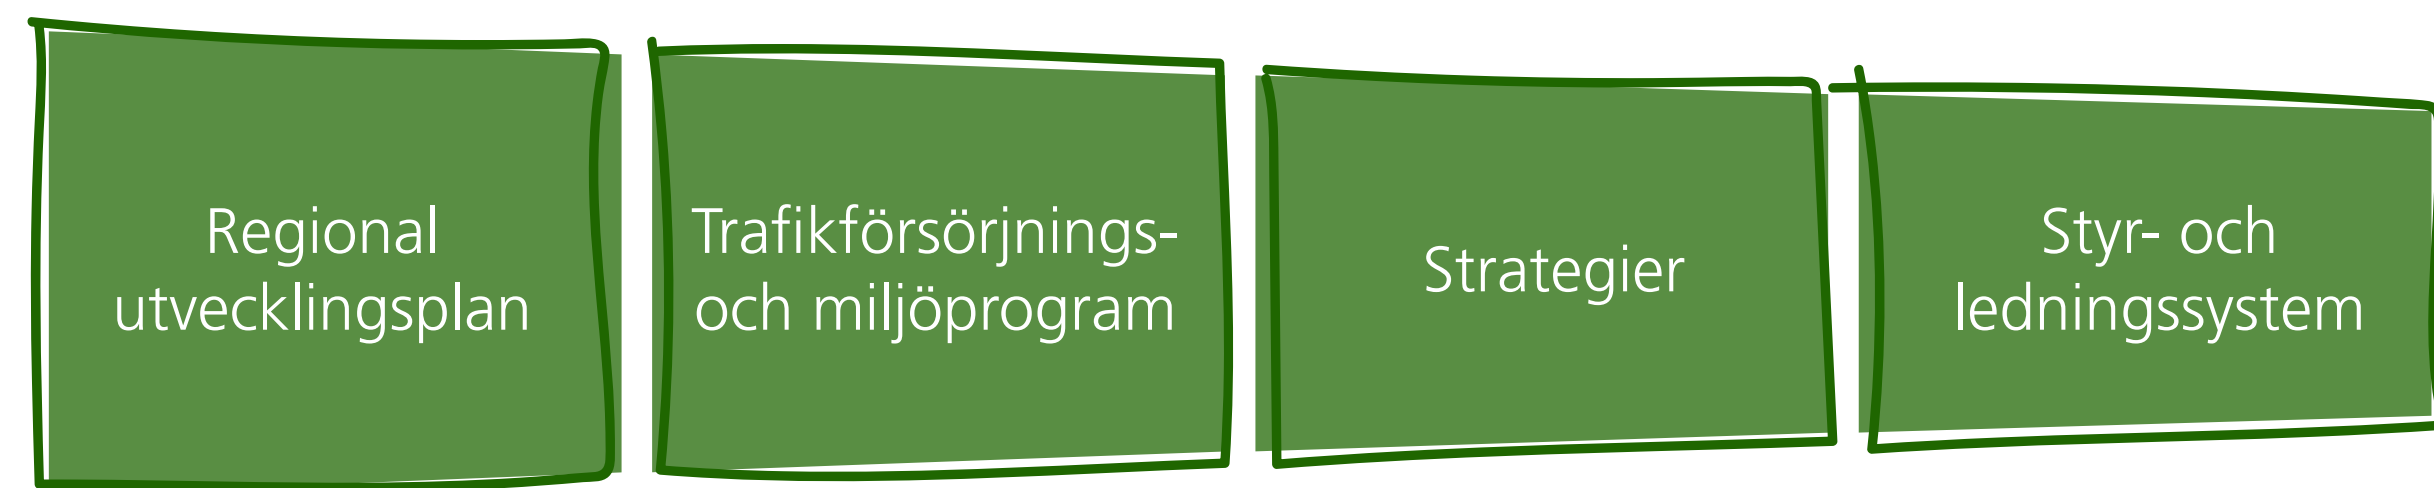 Regional
utvecklingsplan
Trafikförsörjnings-
och miljöprogram
Strategier
Styr- och
ledningssystem